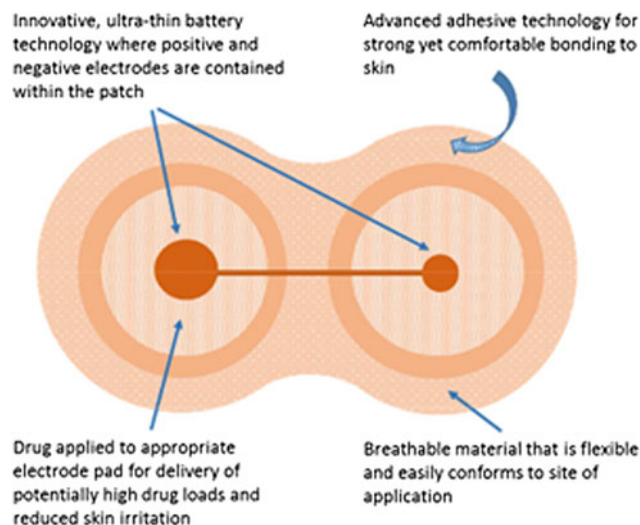 Innovative, ultra-thin battery
technology where positive and
negative electrodes are contained
within the patch
Advanced adhesive technology for
strong yet comfortable bonding to
skin
Drug applied to appropriate
electrode pad for delivery of
potentially high drug loads and
reduced skin irritation
Breathable material that is flexible
and easily conforms to site of
application